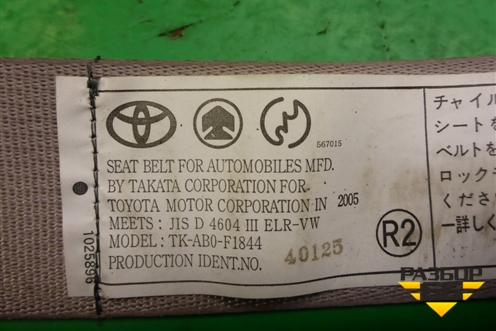 567015
SEAT BELT FOR AUTOMOBILES MFD.
BY TAKATA CORPORATION FOR
TOYOTA MOTOR CORPORATION IN 2005
MEETS: JIS D 4604 III ELR-VW
MODEL: TK-AB0-F1844
PRODUCTION IDENT.NO. 40125
R2
チャイル
シートを
ベルトを
ロック
くださ
ー詳しく
1025896
РАЗБОР